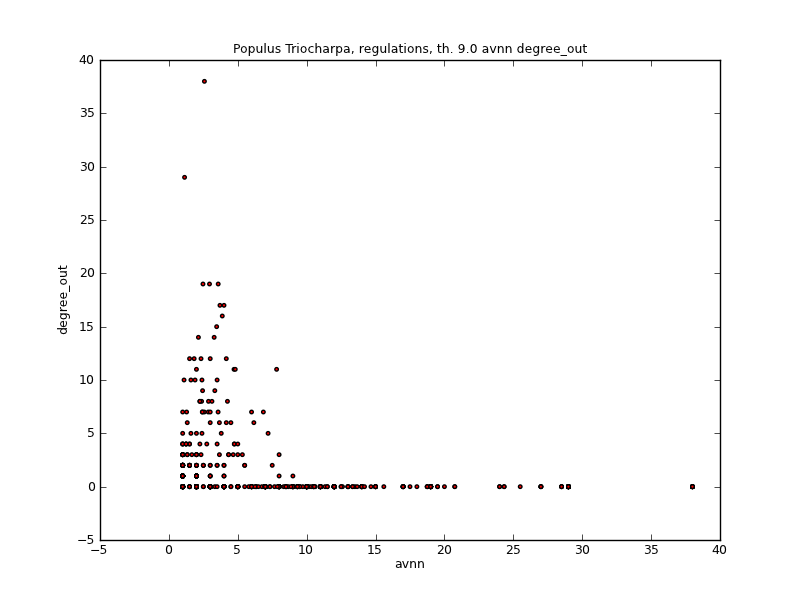 Populus Triocharpa, regulations, th. 9.0 avnn degree_out
40
35
30
25
20
15
10
5
0
−5
degree_out
−5 0 5 10 15 20 25 30 35 40
avnn